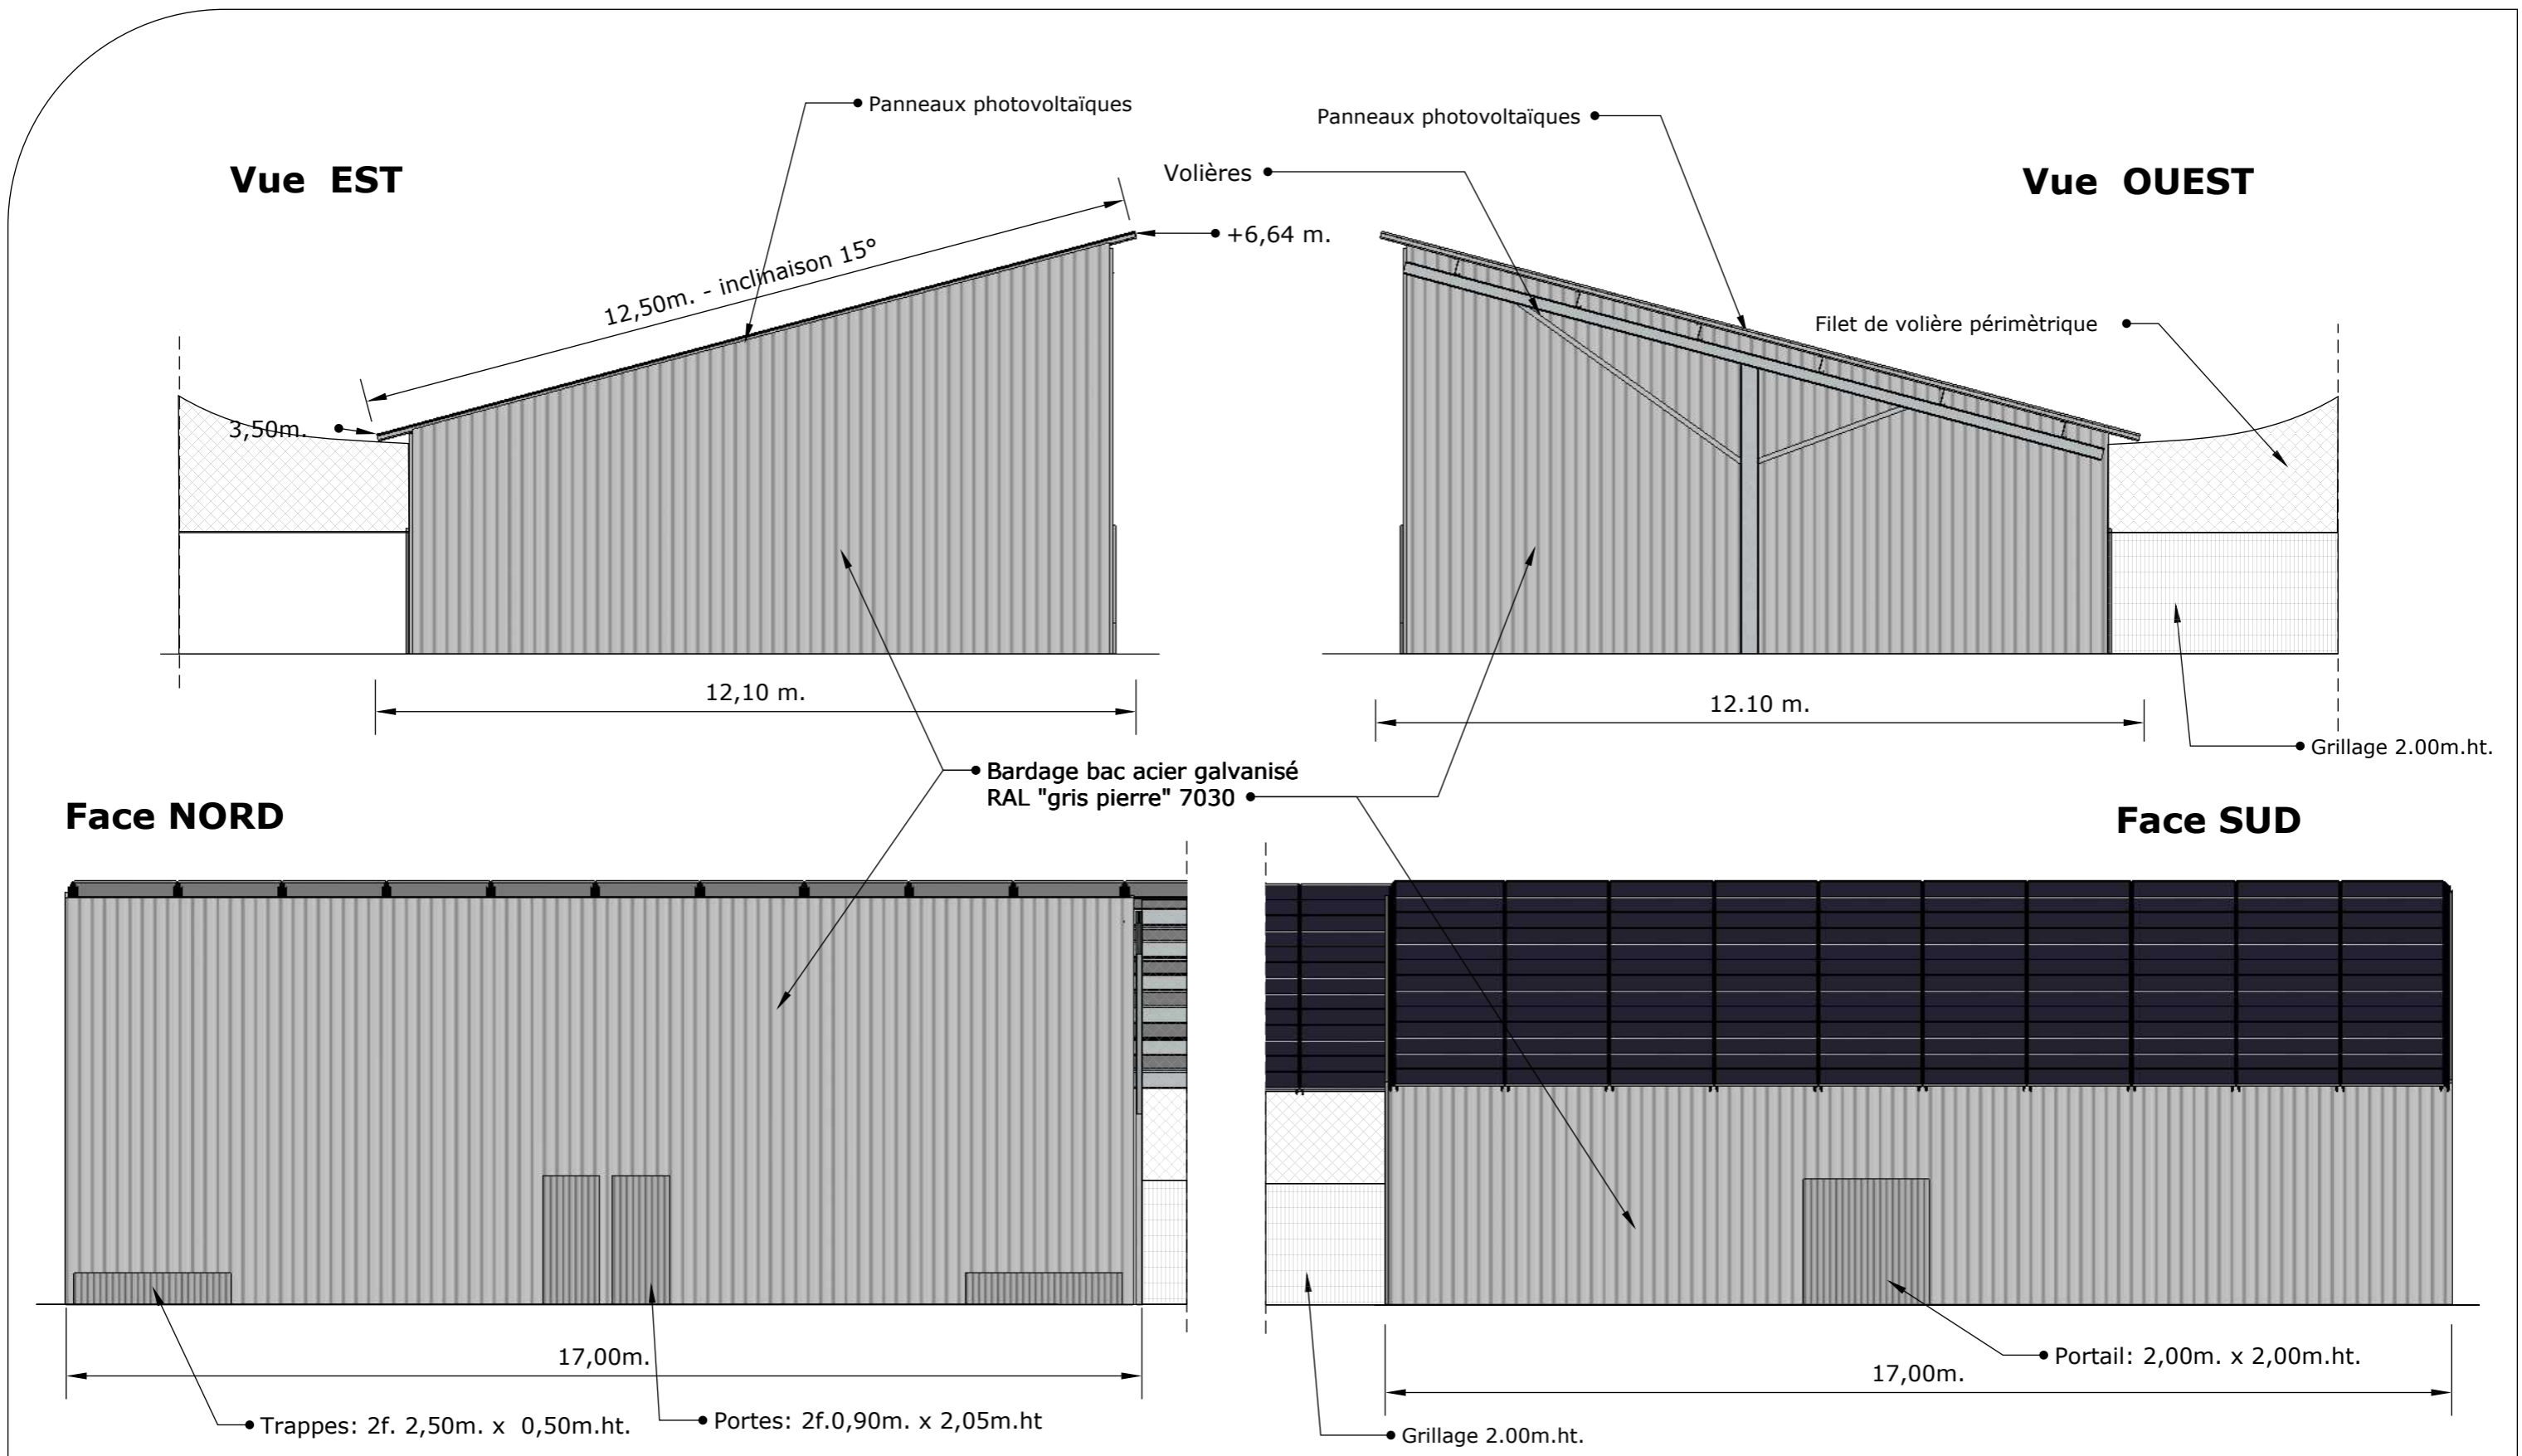 Panneaux photovoltaïques
Panneaux photovoltaïques
Vue  EST
Volières
Vue  OUEST
+6,64 m.
12,50m. - inclinaison 15°
Filet de volière périmètrique
3,50m.
12,10 m.
12.10 m.
Grillage 2.00m.ht.
Bardage bac acier galvanisé
RAL "gris pierre" 7030
Face NORD
Face SUD
17,00m.
Portail: 2,00m. x 2,00m.ht.
17,00m.
Trappes: 2f. 2,50m. x  0,50m.ht.
Portes: 2f.0,90m. x 2,05m.ht
Grillage 2.00m.ht.